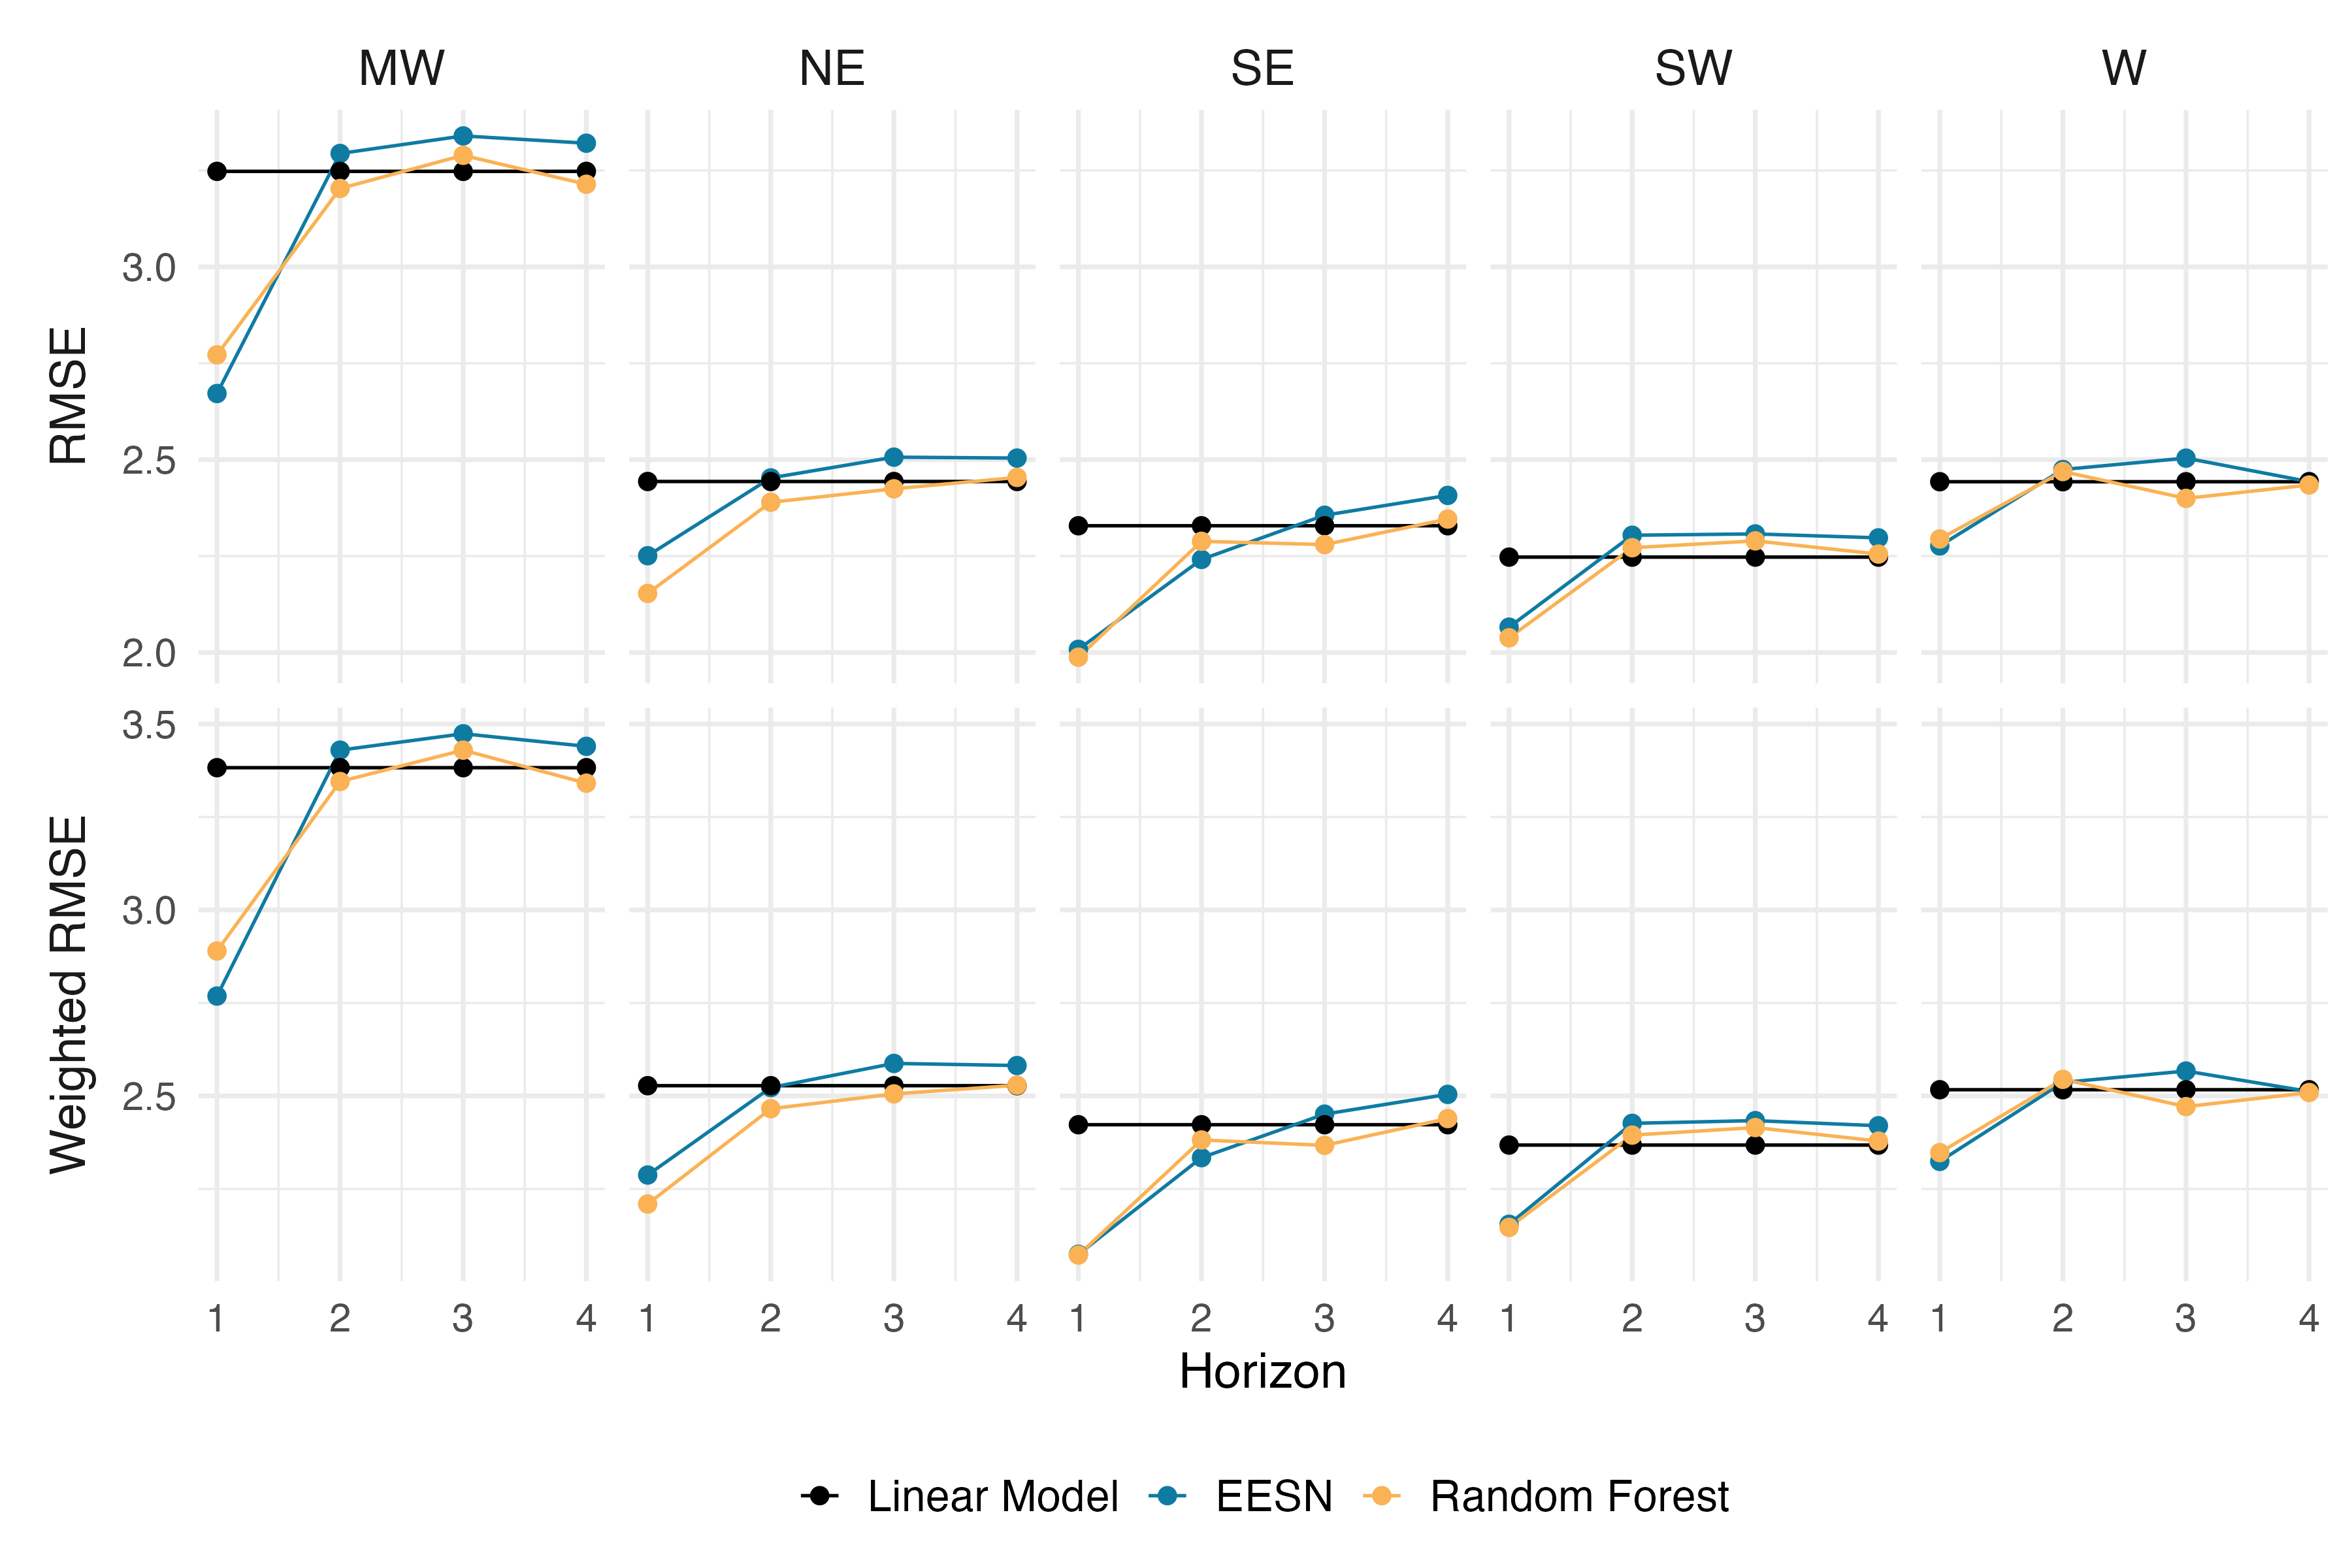 MW NE SE SW W
RMSE
3.0
2.5
2.0
Weighted RMSE
3.5
3.0
2.5
1 2 3 4 1 2 3 4 1 2 3 4 1 2 3 4 1 2 3 4
Horizon
Linear Model EESN Random Forest